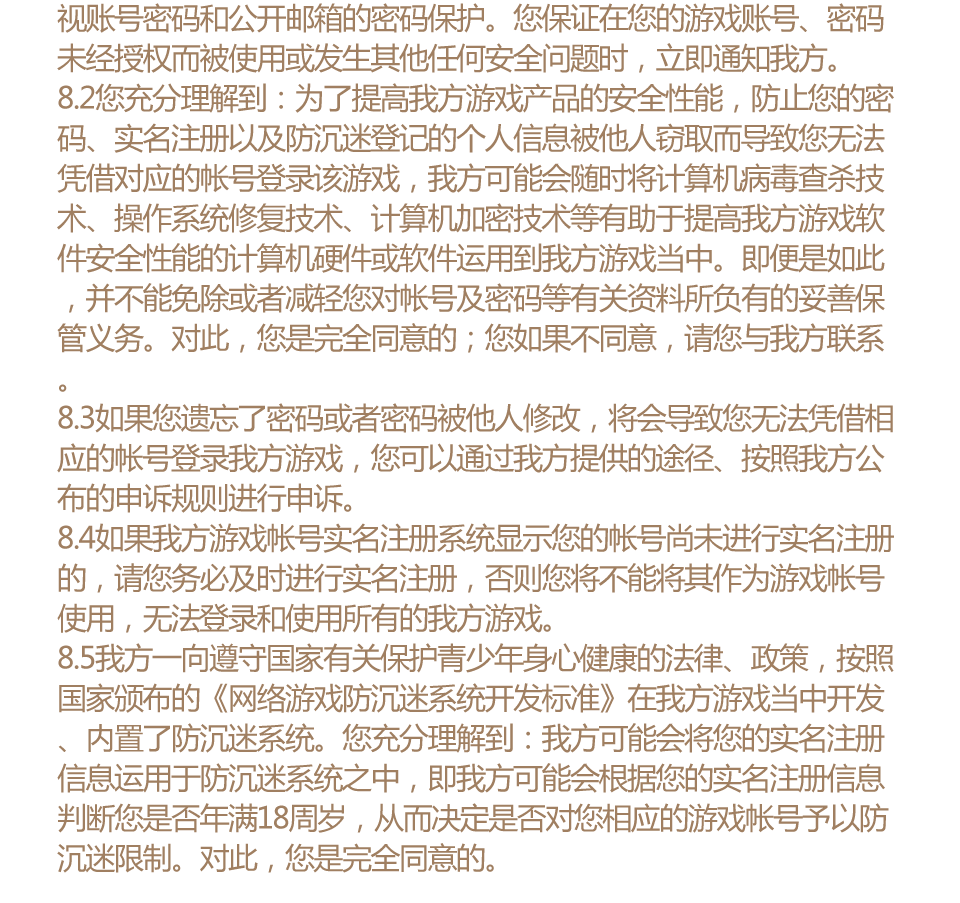 视账号密码和公开邮箱的密码保护。您保证在您的游戏账号、密码
未经授权而被使用或发生其他任何安全问题时，立即通知我方。
8.2您充分理解到：为了提高我方游戏产品的安全性能，防止您的密
码、实名注册以及防沉迷登记的个人信息被他人窃取而导致您无法
凭借对应的帐号登录该游戏，我方可能会随时将计算机病毒查杀技
术、操作系统修复技术、计算机加密技术等有助于提高我方游戏软
件安全性能的计算机硬件或软件运用到我方游戏当中。即便是如此
，并不能免除或者减轻您对帐号及密码等有关资料所负有的妥善保
管义务。对此，您是完全同意的；您如果不同意，请您与我方联系
。
8.3如果您遗忘了密码或者密码被他人修改，将会导致您无法凭借相
应的帐号登录我方游戏，您可以通过我方提供的途径、按照我方公
布的申诉规则进行申诉。
8.4如果我方游戏帐号实名注册系统显示您的帐号尚未进行实名注册
的，请您务必及时进行实名注册，否则您将不能将其作为游戏帐号
使用，无法登录和使用所有的我方游戏。
8.5我方一向遵守国家有关保护青少年身心健康的法律、政策，按照
国家颁布的《网络游戏防沉迷系统开发标准》在我方游戏当中开发
、内置了防沉迷系统。您充分理解到：我方可能会将您的实名注册
信息运用于防沉迷系统之中，即我方可能会根据您的实名注册信息
判断您是否年满18周岁，从而决定是否对您相应的游戏帐号予以防
沉迷限制。对此，您是完全同意的。